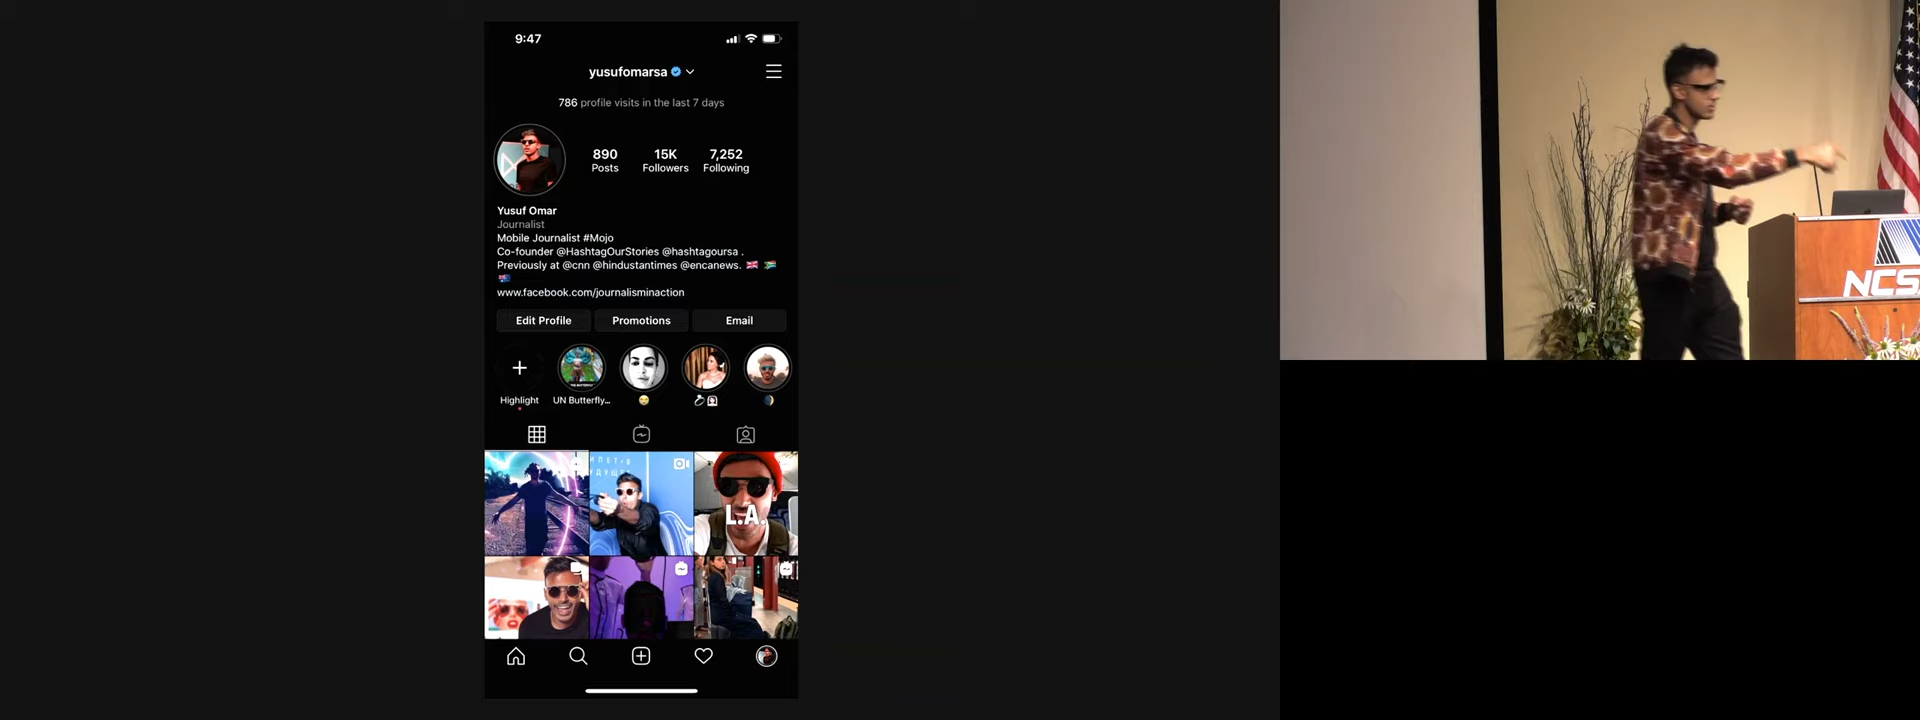 9:47
yusufomarsa
786 profile visits in the last 7 days
890 15K 7,252
Posts Followers Following
Yusuf Omar
Journalist
Mobile Journalist #Mojo
Co-founder @HashtagOurStories @hashtagoursa .
Previously at @cnn @hindustantimes @encanews. 🇬🇧 🇿🇦
🇦🇺
www.facebook.com/journalisminaction
Edit Profile Promotions Email
Highlight UN Butterfly...
L.A.
NCS